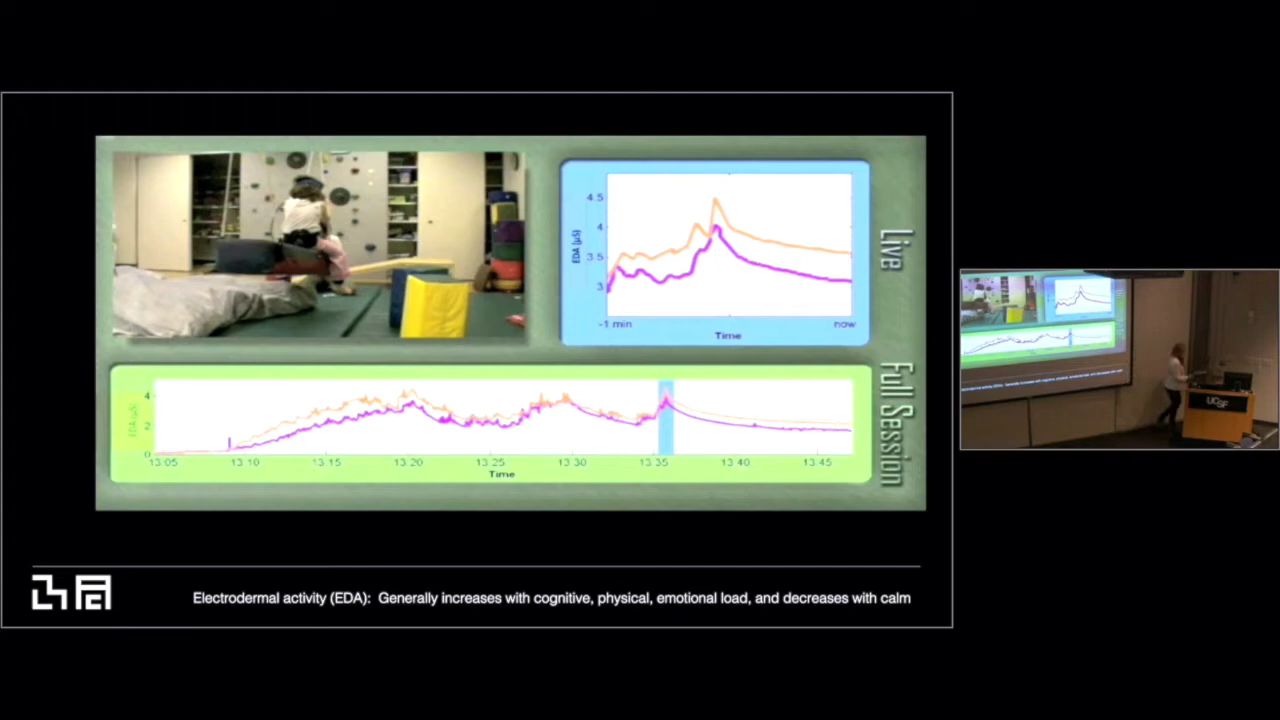 4.5
4
3.5
3
EDA (µS)
-1 min
now
Time
Live
4
2
0
EDA (µS)
13.05
13.10
13.15
13.20
13.25
13.30
13.35
13.40
13.45
Time
Full Session
Electrodermal activity (EDA): Generally increases with cognitive, physical, emotional load, and decreases with calm
UCSF